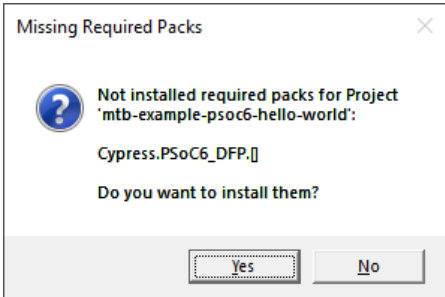 Missing Required Packs
Not installed required packs for Project
'mtb-example-psoc6-hello-world':
Cypress.PSoC6_DFP.[]
Do you want to install them?
Yes
No